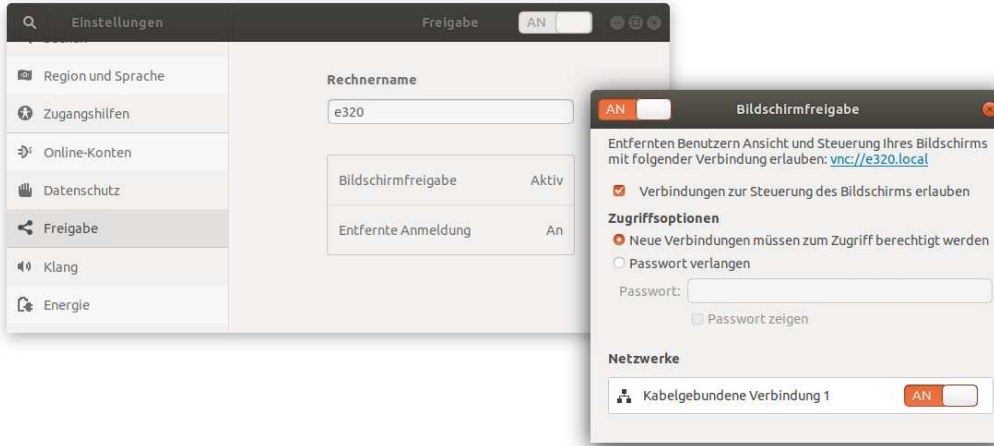 Einstellungen
Freigabe
AN
Region und Sprache
Zugangshilfen
Online-Konten
Datenschutz
Freigabe
Klang
Energie
Rechnername
e320
Bildschirmfreigabe Aktiv
Entfernte Anmeldung An
AN
Bildschirmfreigabe
Entfernten Benutzern Ansicht und Steuerung Ihres Bildschirms
mit folgender Verbindung erlauben: vnc://e320.local
Verbindungen zur Steuerung des Bildschirms erlauben
Zugriffsoptionen
Neue Verbindungen müssen zum Zugriff berechtigt werden
Passwort verlangen
Passwort:
Passwort zeigen
Netzwerke
Kabelgebundene Verbindung 1 AN